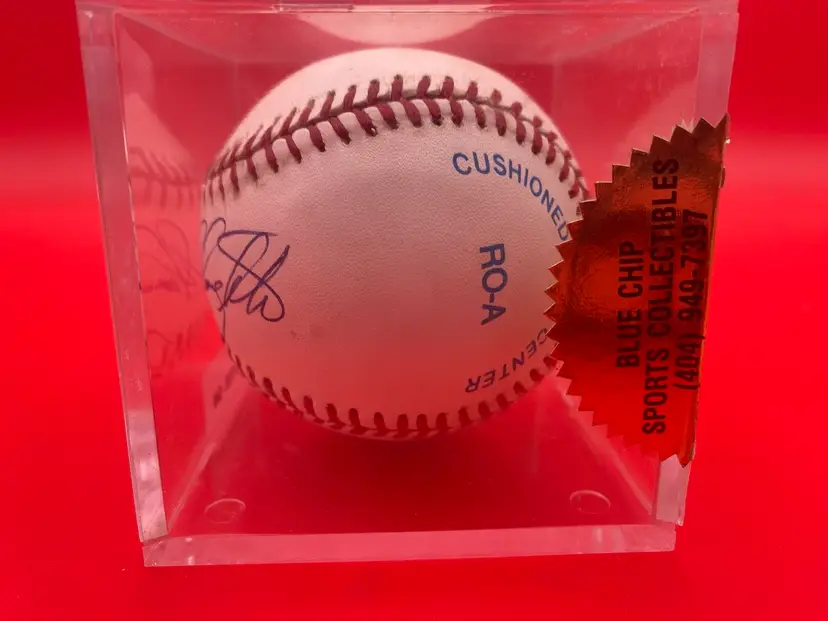 CUSHIONED
RO-A
CENTER
BLUE CHIP
SPORTS COLLECTIBLES
(404) 949-7397